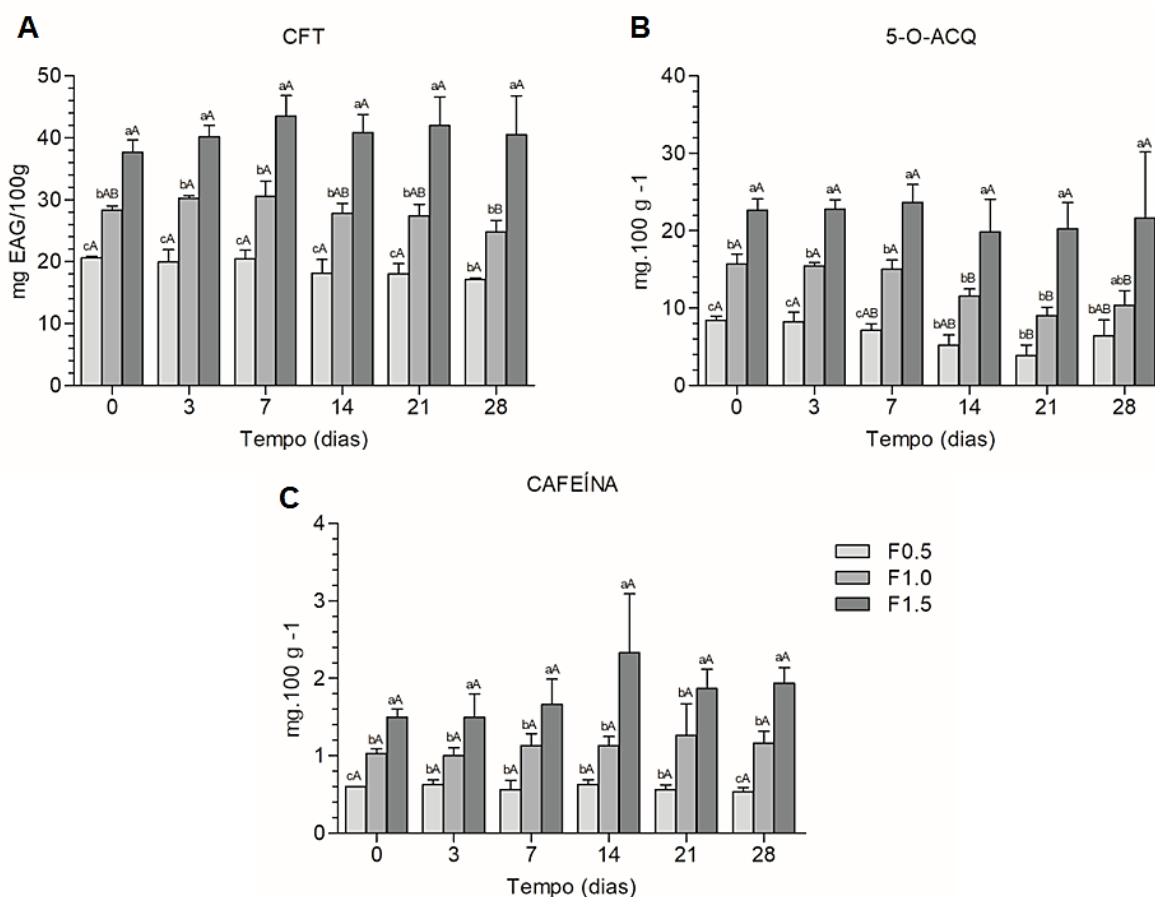 A
CFT
mg EAG/100g
50
40
30
20
10
0
cA bAB aA
cA bA aA
cA bA aA
cA bAB aA
cA bAB aA
bA bB aA
0 3 7 14 21 28
Tempo (dias)
B
5-O-ACQ
mg.100 g -1
40
30
20
10
0
cA bA aA
cA bA aA
cAB bA aA
bAB bB aA
bB bB aA
bAB abB aA
0 3 7 14 21 28
Tempo (dias)
C
CAFEÍNA
mg.100 g -1
4
3
2
1
0
cA bA aA
bA bA aA
bA bA aA
bA bA aA
bA bA aA
cA bA aA
0 3 7 14 21 28
Tempo (dias)
F0.5
F1.0
F1.5